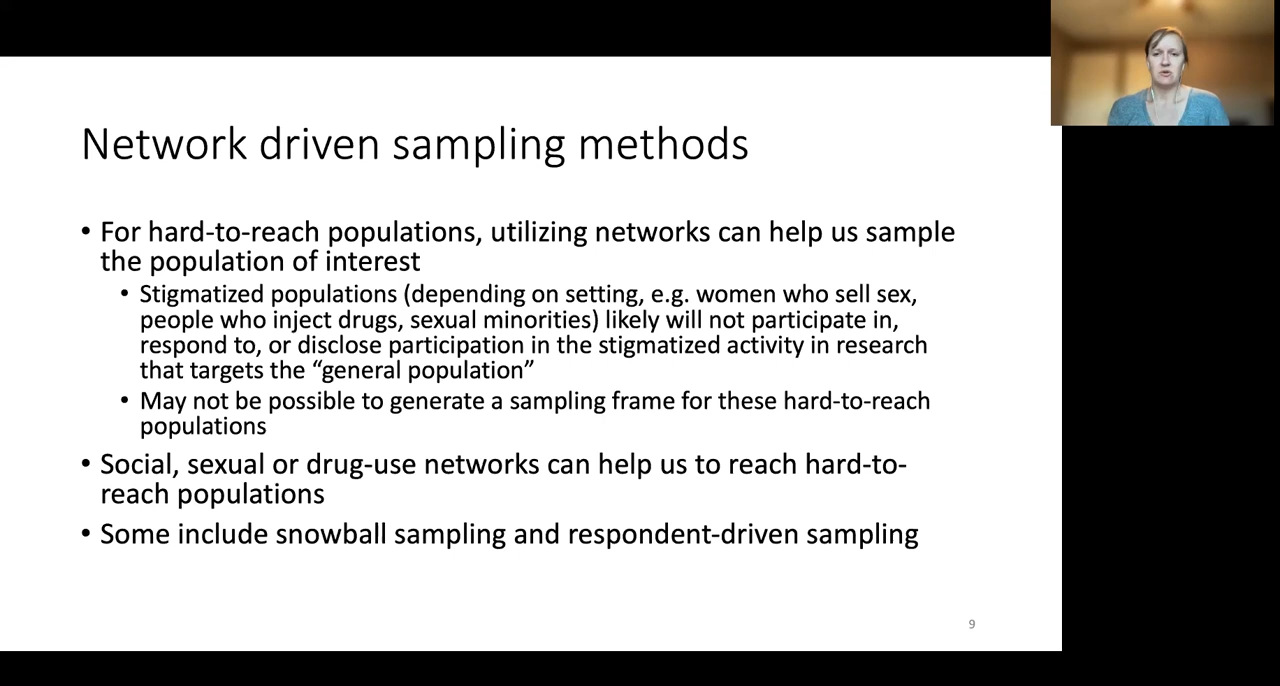 Network driven sampling methods
• For hard-to-reach populations, utilizing networks can help us sample
the population of interest
• Stigmatized populations (depending on setting, e.g. women who sell sex,
people who inject drugs, sexual minorities) likely will not participate in,
respond to, or disclose participation in the stigmatized activity in research
that targets the “general population”
• May not be possible to generate a sampling frame for these hard-to-reach
populations
• Social, sexual or drug-use networks can help us to reach hard-to-
reach populations
• Some include snowball sampling and respondent-driven sampling
9